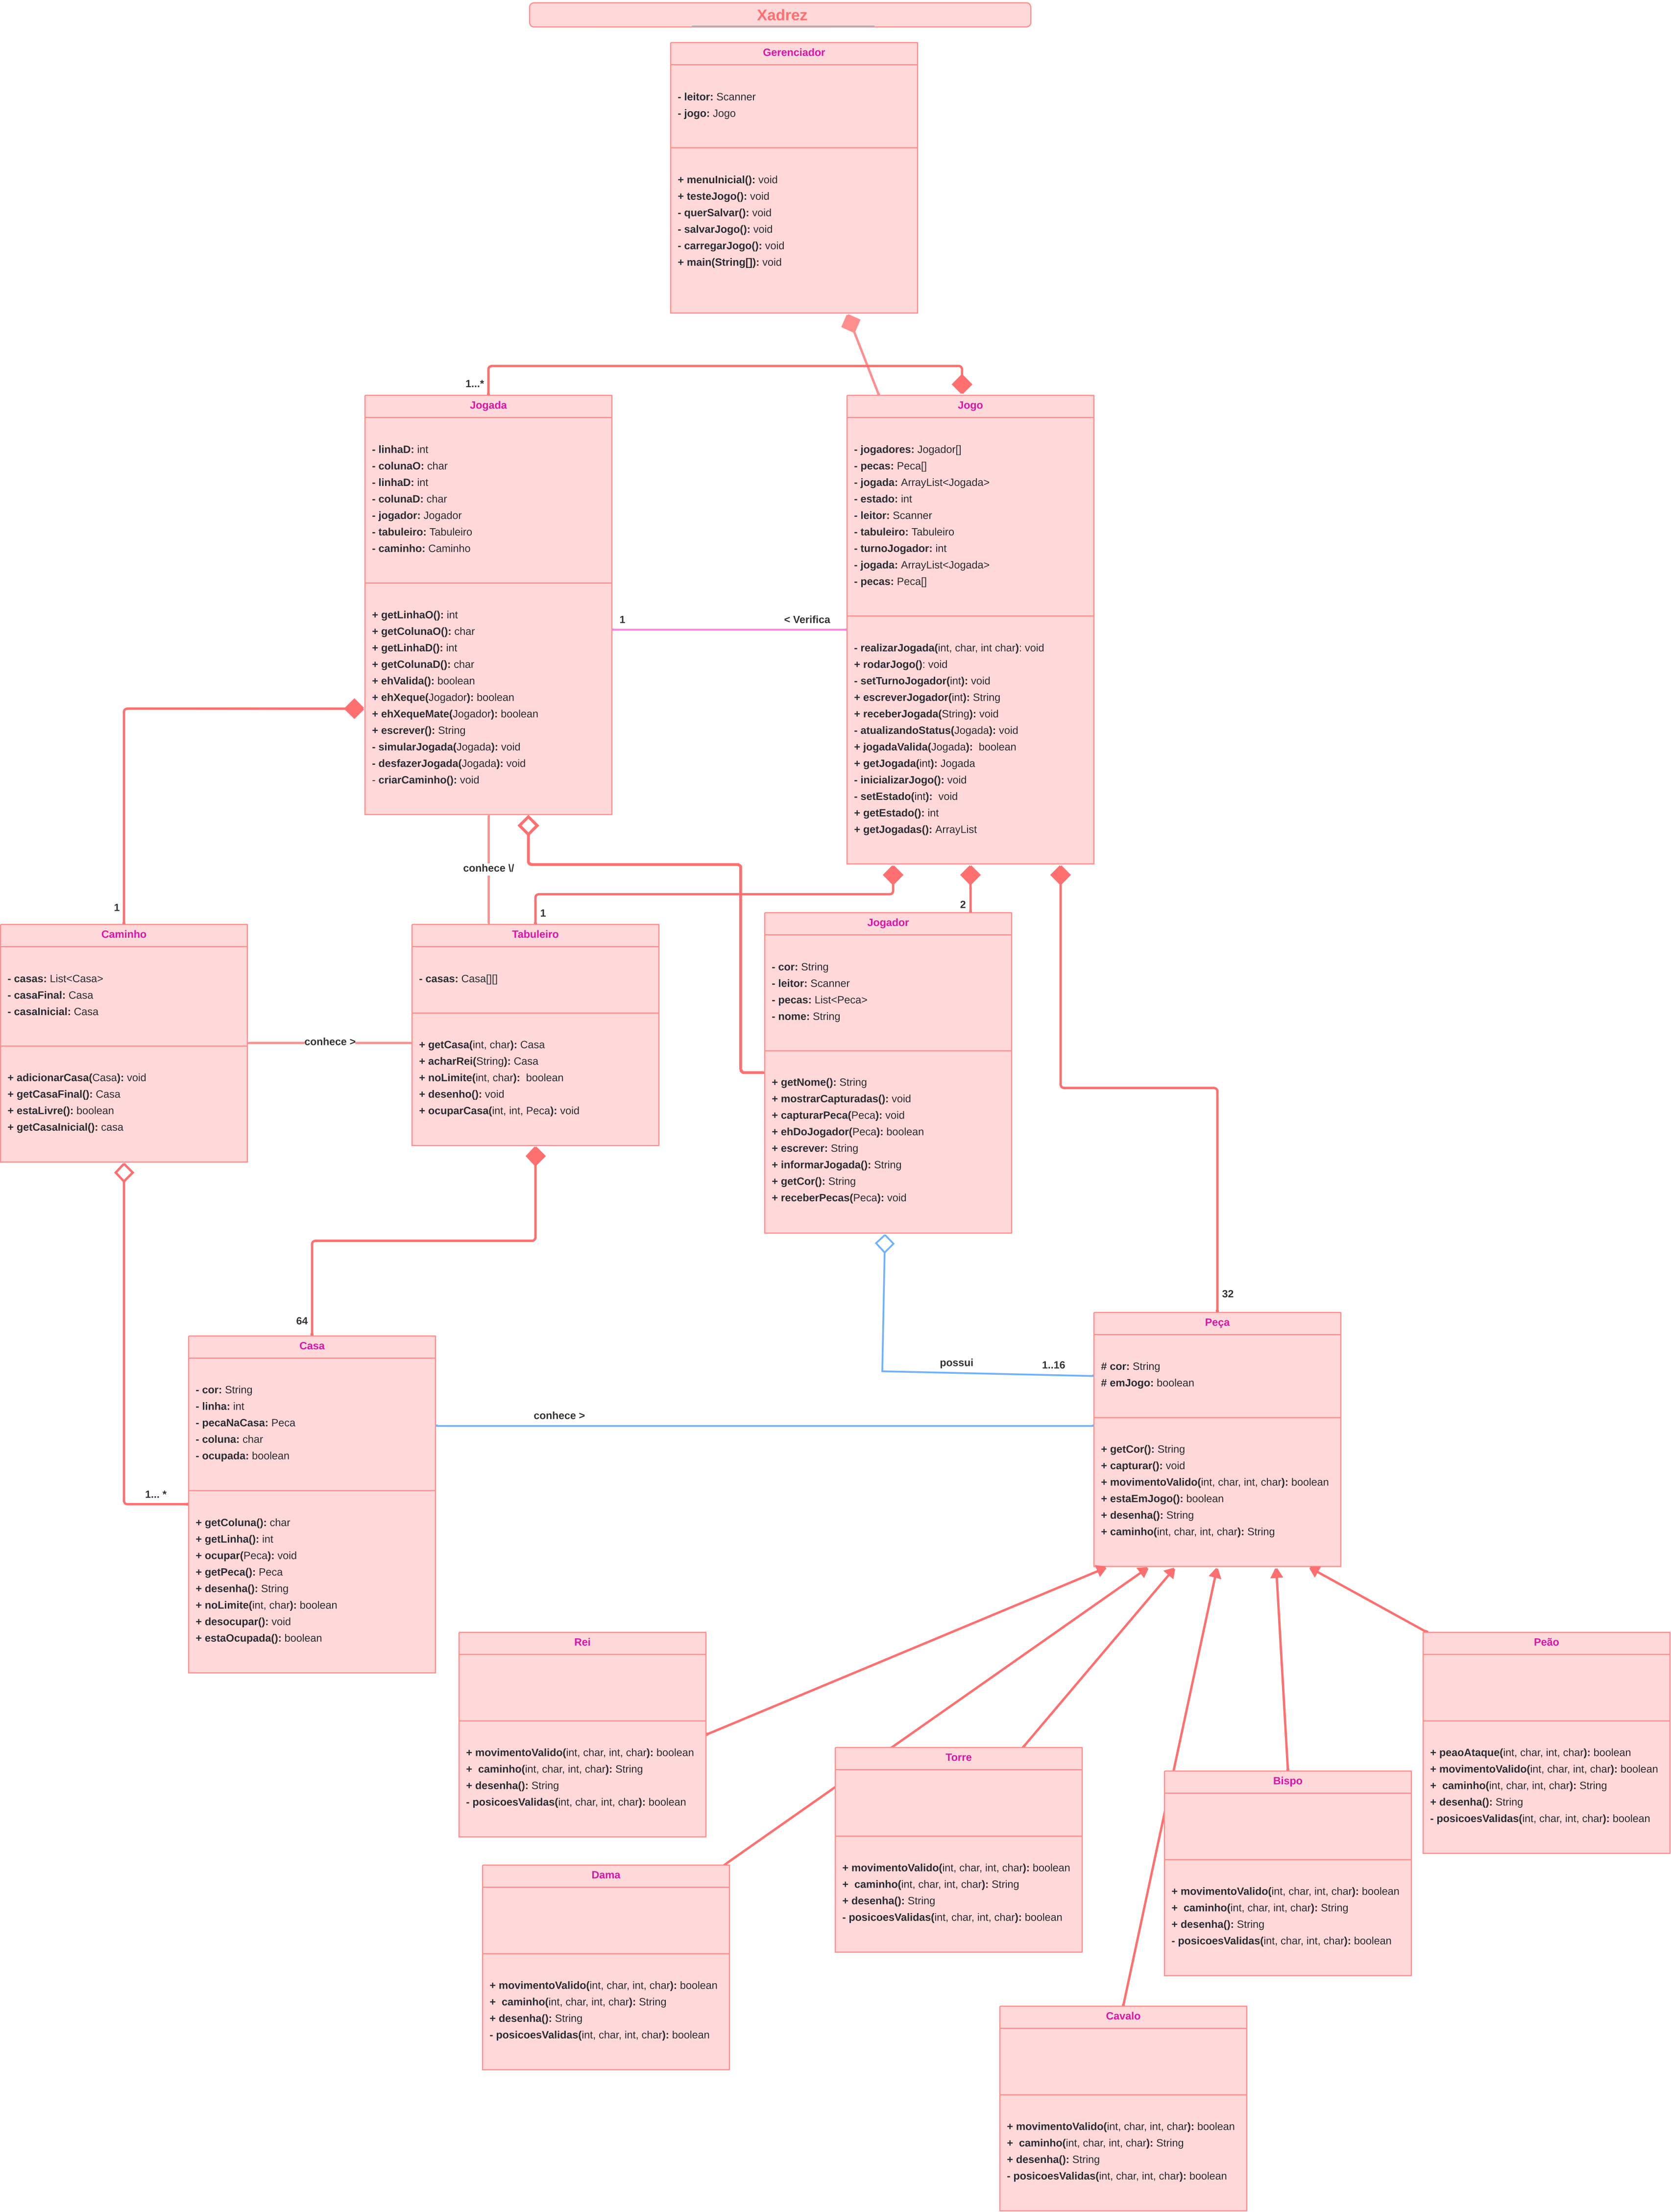 Xadrez
Gerenciador
- leitor: Scanner
- jogo: Jogo
+ menuInicial(): void
+ testeJogo(): void
- querSalvar(): void
- salvarJogo(): void
- carregarJogo(): void
+ main(String[]): void
1...*
Jogada
- linhaD: int
- colunaO: char
- linhaD: int
- colunaD: char
- jogador: Jogador
- tabuleiro: Tabuleiro
- caminho: Caminho
+ getLinhaO(): int
+ getColunaO(): char
+ getLinhaD(): int
+ getColunaD(): char
+ ehValida(): boolean
+ ehXeque(Jogador): boolean
+ ehXequeMate(Jogador): boolean
+ escrever(): String
- simularJogada(Jogada): void
- desfazerJogada(Jogada): void
- criarCaminho(): void
1
< Verifica
Jogo
- jogadores: Jogador[]
- pecas: Peca[]
- jogada: ArrayList<Jogada>
- estado: int
- leitor: Scanner
- tabuleiro: Tabuleiro
- turnoJogador: int
- jogada: ArrayList<Jogada>
- pecas: Peca[]
- realizarJogada(int, char, int char): void
+ rodarJogo(): void
- setTurnoJogador(int): void
+ escreverJogador(int): String
+ receberJogada(String): void
- atualizandoStatus(Jogada): void
+ jogadaValida(Jogada): boolean
+ getJogada(int): Jogada
- inicializarJogo(): void
- setEstado(int): void
+ getEstado(): int
+ getJogadas(): ArrayList
conhece \/
1
1
2
Caminho
- casas: List<Casa>
- casaFinal: Casa
- casaInicial: Casa
+ adicionarCasa(Casa): void
+ getCasaFinal(): Casa
+ estaLivre(): boolean
+ getCasaInicial(): casa
conhece >
Tabuleiro
- casas: Casa[][]
+ getCasa(int, char): Casa
+ acharRei(String): Casa
+ noLimite(int, char): boolean
+ desenho(): void
+ ocuparCasa(int, int, Peca): void
Jogador
- cor: String
- leitor: Scanner
- pecas: List<Peca>
- nome: String
+ getNome(): String
+ mostrarCapturadas(): void
+ capturarPeca(Peca): void
+ ehDoJogador(Peca): boolean
+ escrever: String
+ informarJogada(): String
+ getCor(): String
+ receberPecas(Peca): void
64
32
possui
1..16
conhece >
1... *
Casa
- cor: String
- linha: int
- pecaNaCasa: Peca
- coluna: char
- ocupada: boolean
+ getColuna(): char
+ getLinha(): int
+ ocupar(Peca): void
+ getPeca(): Peca
+ desenha(): String
+ noLimite(int, char): boolean
+ desocupar(): void
+ estaOcupada(): boolean
Peça
# cor: String
# emJogo: boolean
+ getCor(): String
+ capturar(): void
+ movimentoValido(int, char, int, char): boolean
+ estaEmJogo(): boolean
+ desenha(): String
+ caminho(int, char, int, char): String
Rei
+ movimentoValido(int, char, int, char): boolean
+ caminho(int, char, int, char): String
+ desenha(): String
- posicoesValidas(int, char, int, char): boolean
Peão
+ peaoAtaque(int, char, int, char): boolean
+ movimentoValido(int, char, int, char): boolean
+ caminho(int, char, int, char): String
+ desenha(): String
- posicoesValidas(int, char, int, char): boolean
Torre
+ movimentoValido(int, char, int, char): boolean
+ caminho(int, char, int, char): String
+ desenha(): String
- posicoesValidas(int, char, int, char): boolean
Bispo
+ movimentoValido(int, char, int, char): boolean
+ caminho(int, char, int, char): String
+ desenha(): String
- posicoesValidas(int, char, int, char): boolean
Dama
+ movimentoValido(int, char, int, char): boolean
+ caminho(int, char, int, char): String
+ desenha(): String
- posicoesValidas(int, char, int, char): boolean
Cavalo
+ movimentoValido(int, char, int, char): boolean
+ caminho(int, char, int, char): String
+ desenha(): String
- posicoesValidas(int, char, int, char): boolean